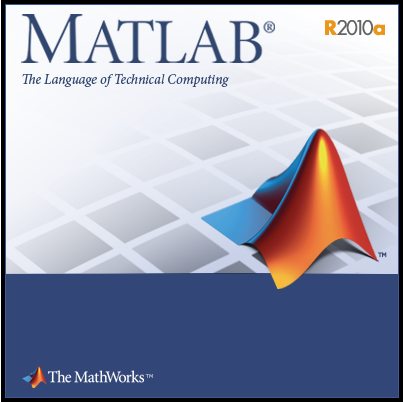 MATLAB®
R2010a
The Language of Technical Computing
™
The MathWorks™